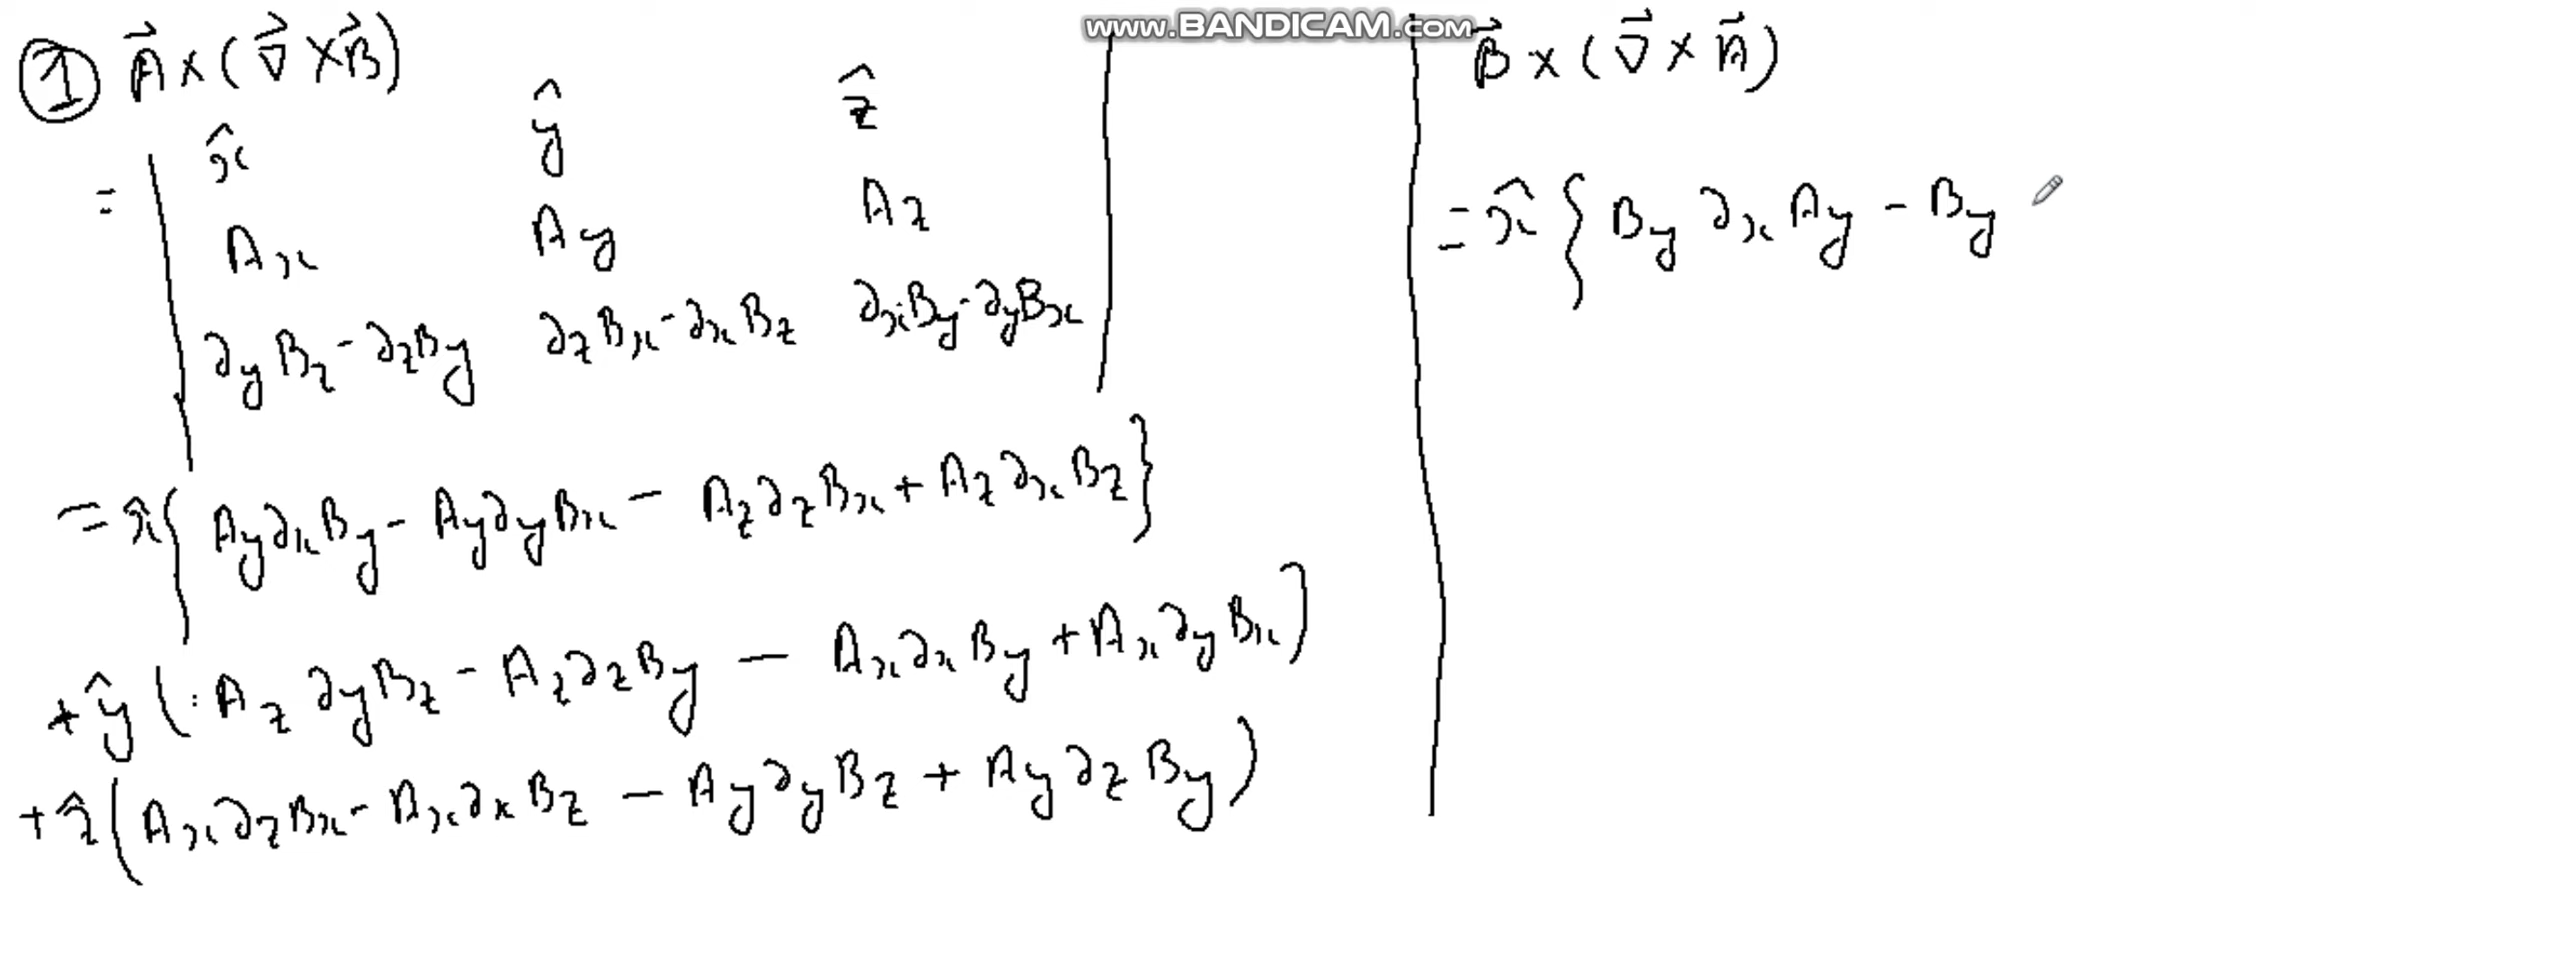 www.BANDICAM.com
① A⃗ × ( ∇⃗ × B⃗ )
= | x̂ ŷ ẑ |
Ax Ay Az
∂yBz - ∂zBy ∂zBx - ∂xBz ∂xBy - ∂yBx
= x̂ { Ay∂xBy - Ay∂yBx - Az∂zBx + Az∂xBz }
+ ŷ ( Az ∂yBz - Az∂zBy - Ax∂xBy + Ax∂yBx )
+ ẑ ( Ax∂zBx - Ax∂xBz - Ay∂yBz + Ay∂zBy )
B⃗ × ( ∇⃗ × A⃗ )
= x̂ { By ∂x Ay - By